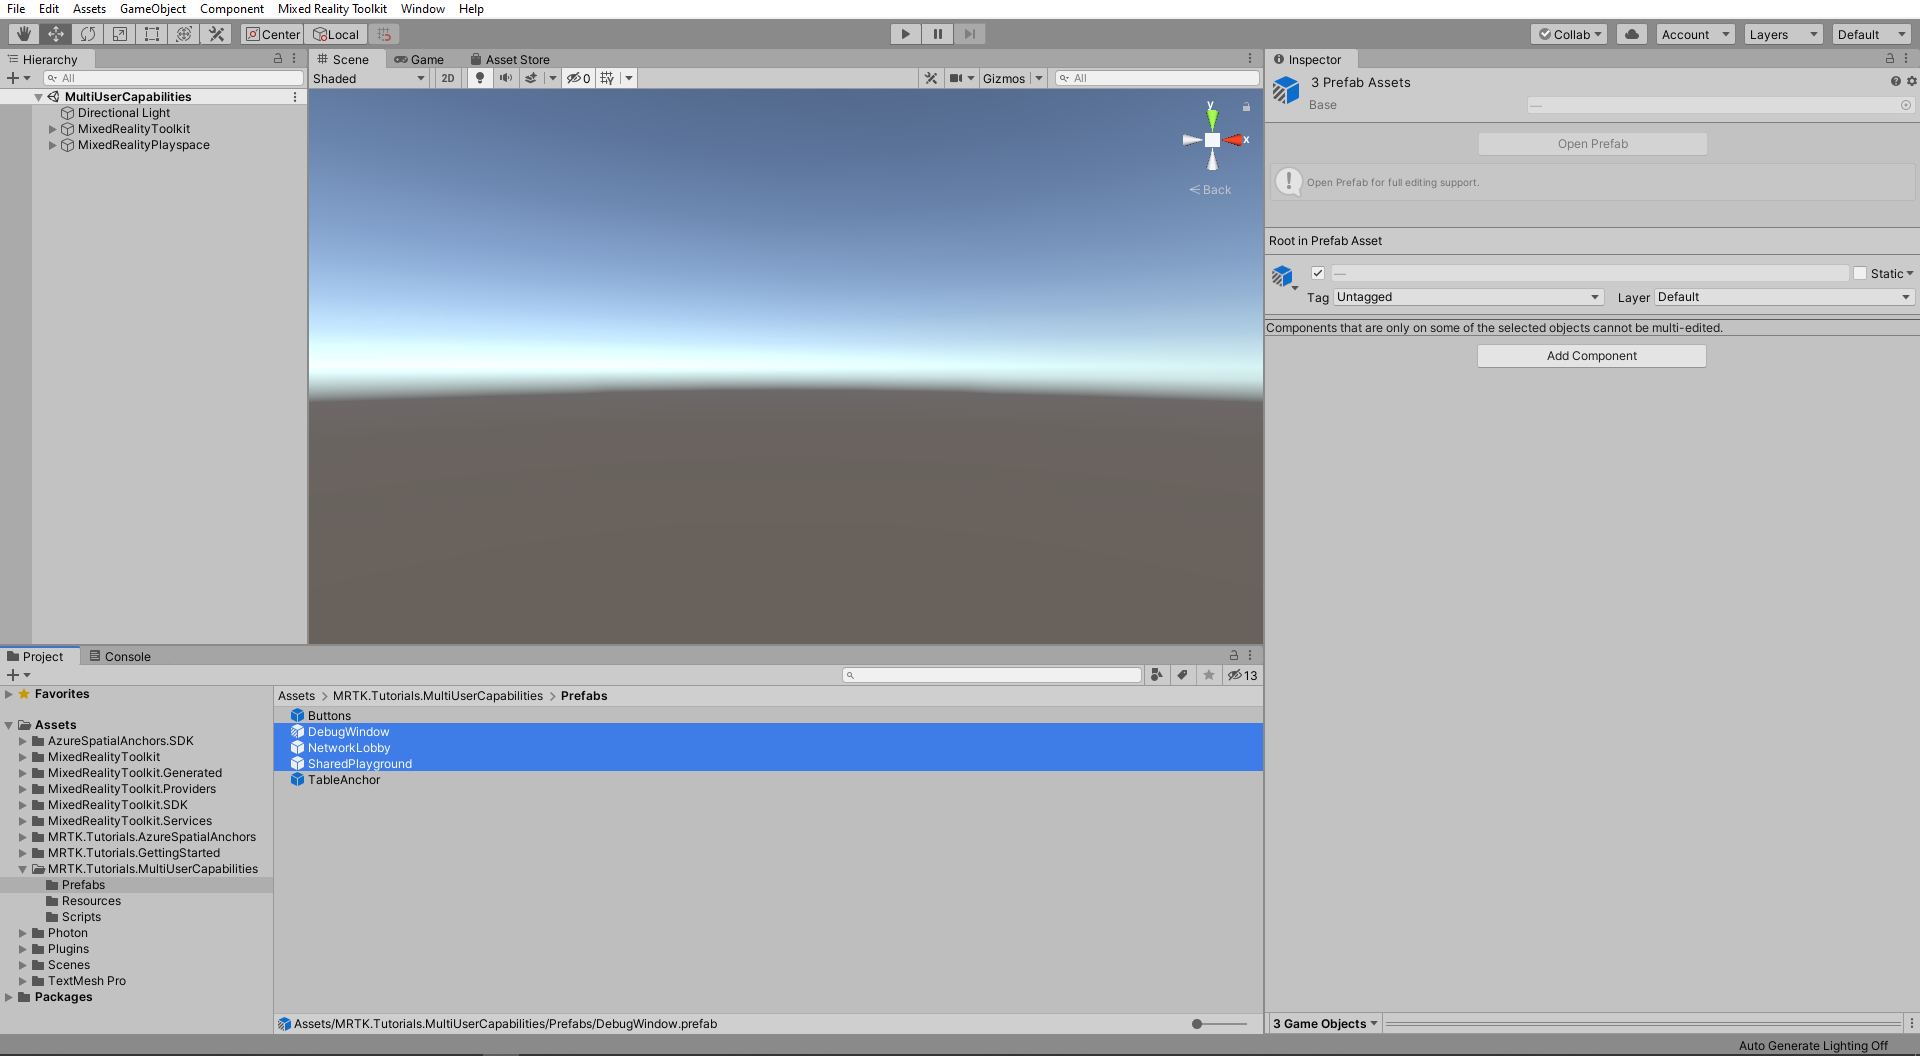 File Edit Assets GameObject Component Mixed Reality Toolkit Window Help
Center Local Collab Account Layers Default
Hierarchy
All
MultiUserCapabilities
Directional Light
MixedRealityToolkit
MixedRealityPlayspace
Scene Game Asset Store
Shaded 2D 0 Gizmos All
y
x
Back
Inspector
3 Prefab Assets
Base —
Open Prefab
Open Prefab for full editing support.
Root in Prefab Asset
— Static
Tag Untagged Layer Default
Components that are only on some of the selected objects cannot be multi-edited.
Add Component
Project Console
13
Favorites
Assets
AzureSpatialAnchors.SDK
MixedRealityToolkit
MixedRealityToolkit.Generated
MixedRealityToolkit.Providers
MixedRealityToolkit.SDK
MixedRealityToolkit.Services
MRTK.Tutorials.AzureSpatialAnchors
MRTK.Tutorials.GettingStarted
MRTK.Tutorials.MultiUserCapabilities
Prefabs
Resources
Scripts
Photon
Plugins
Scenes
TextMesh Pro
Packages
Assets > MRTK.Tutorials.MultiUserCapabilities > Prefabs
Buttons
DebugWindow
NetworkLobby
SharedPlayground
TableAnchor
Assets/MRTK.Tutorials.MultiUserCapabilities/Prefabs/DebugWindow.prefab
3 Game Objects
Auto Generate Lighting Off